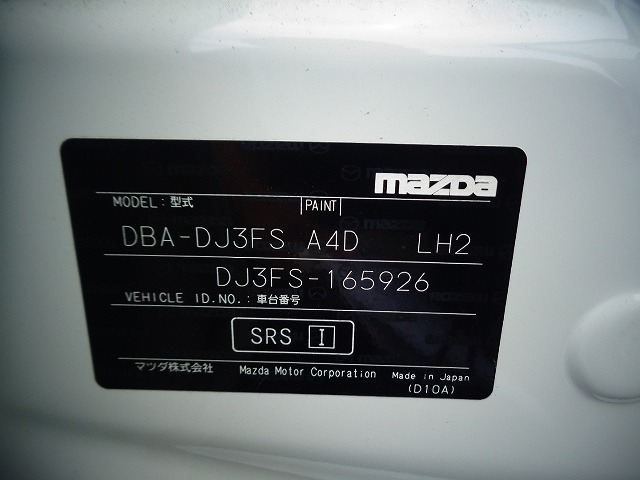 mazda
MODEL: 型式 PAINT
DBA-DJ3FS A4D LH2
DJ3FS-165926
VEHICLE ID.NO.: 車台番号
SRS I
マツダ株式会社 Mazda Motor Corporation Made in Japan
(D10A)